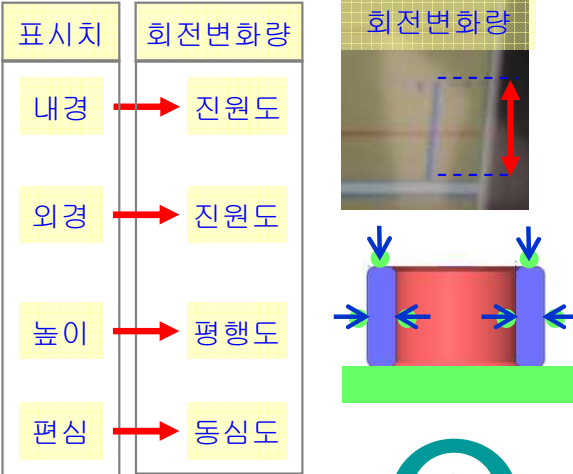 표시치 회전변화량 회전변화량
내경 진원도
외경 진원도
높이 평행도
편심 동심도